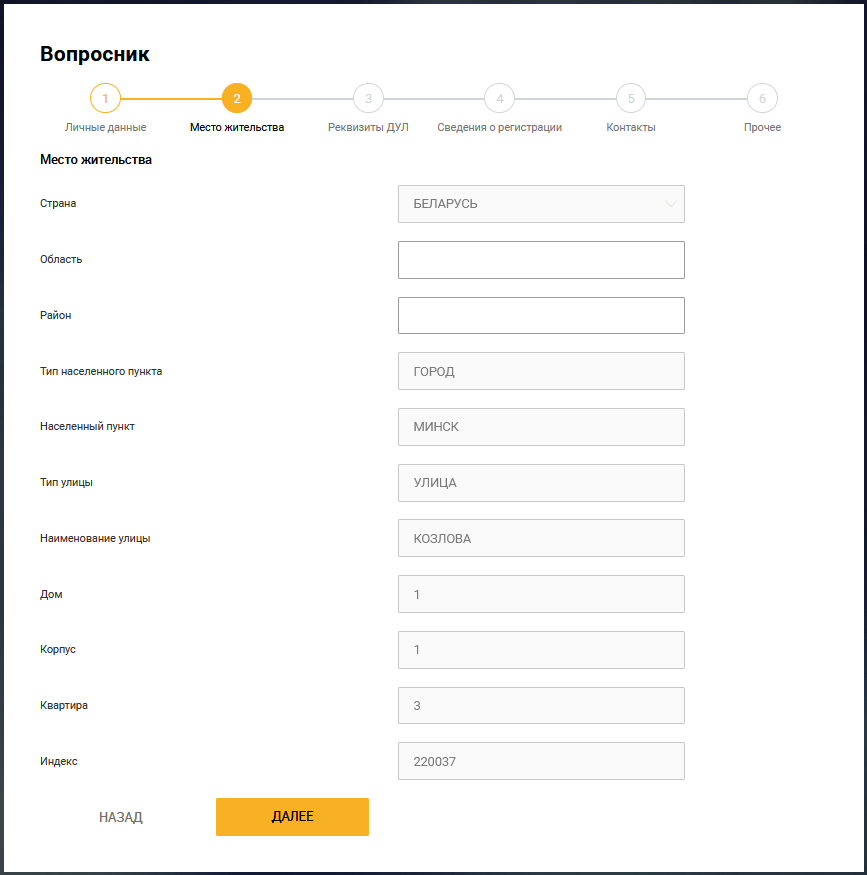 Вопросник
1 2 3 4 5 6
Личные данные Место жительства Реквизиты ДУЛ Сведения о регистрации Контакты Прочее
Место жительства
Страна БЕЛАРУСЬ
Область
Район
Тип населенного пункта ГОРОД
Населенный пункт МИНСК
Тип улицы УЛИЦА
Наименование улицы КОЗЛОВА
Дом 1
Корпус 1
Квартира 3
Индекс 220037
НАЗАД ДАЛЕЕ